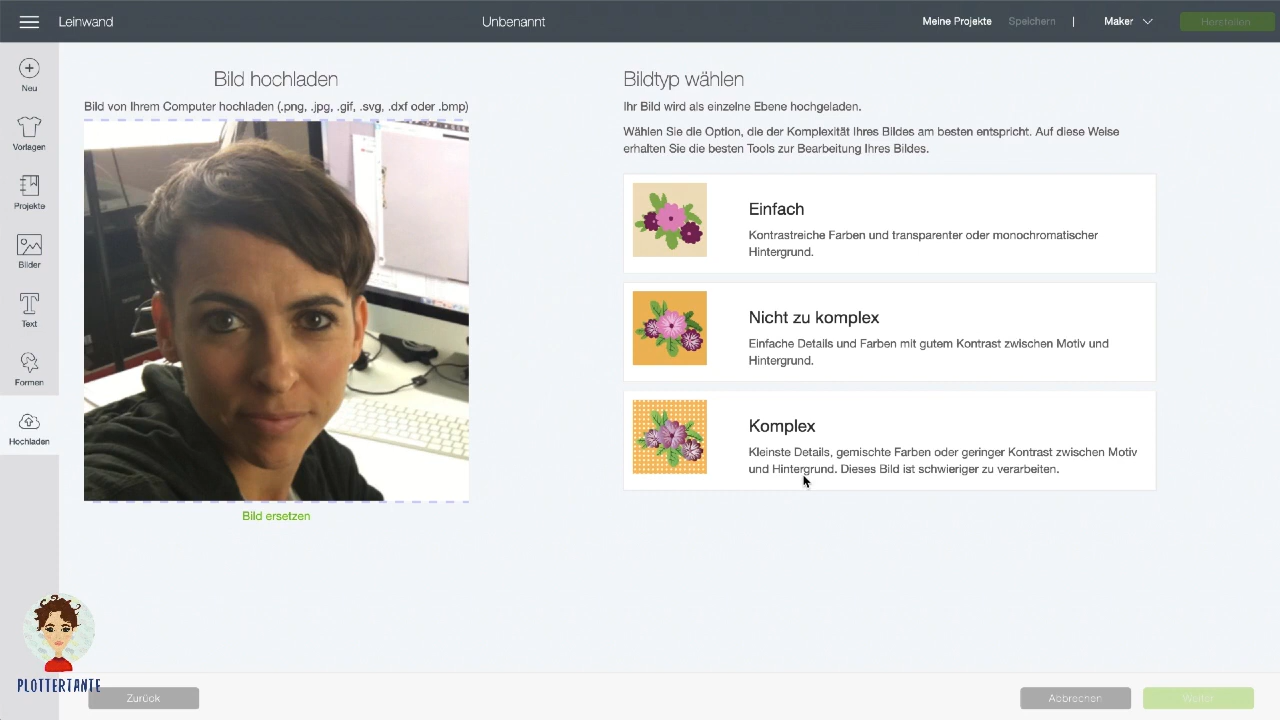 Leinwand
Unbenannt
Meine Projekte
Speichern
|
Maker
Herstellen
Neu
Vorlagen
Projekte
Bilder
Text
Formen
Hochladen
Bild hochladen
Bild von Ihrem Computer hochladen (.png, .jpg, .gif, .svg, .dxf oder .bmp)
Bild ersetzen
Bildtyp wählen
Ihr Bild wird als einzelne Ebene hochgeladen.
Wählen Sie die Option, die der Komplexität Ihres Bildes am besten entspricht. Auf diese Weise
erhalten Sie die besten Tools zur Bearbeitung Ihres Bildes.
Einfach
Kontrastreiche Farben und transparenter oder monochromatischer
Hintergrund.
Nicht zu komplex
Einfache Details und Farben mit gutem Kontrast zwischen Motiv und
Hintergrund.
Komplex
Kleinste Details, gemischte Farben oder geringer Kontrast zwischen Motiv
und Hintergrund. Dieses Bild ist schwieriger zu verarbeiten.
PLOTTERTANTE
Zurück
Abbrechen
Weiter